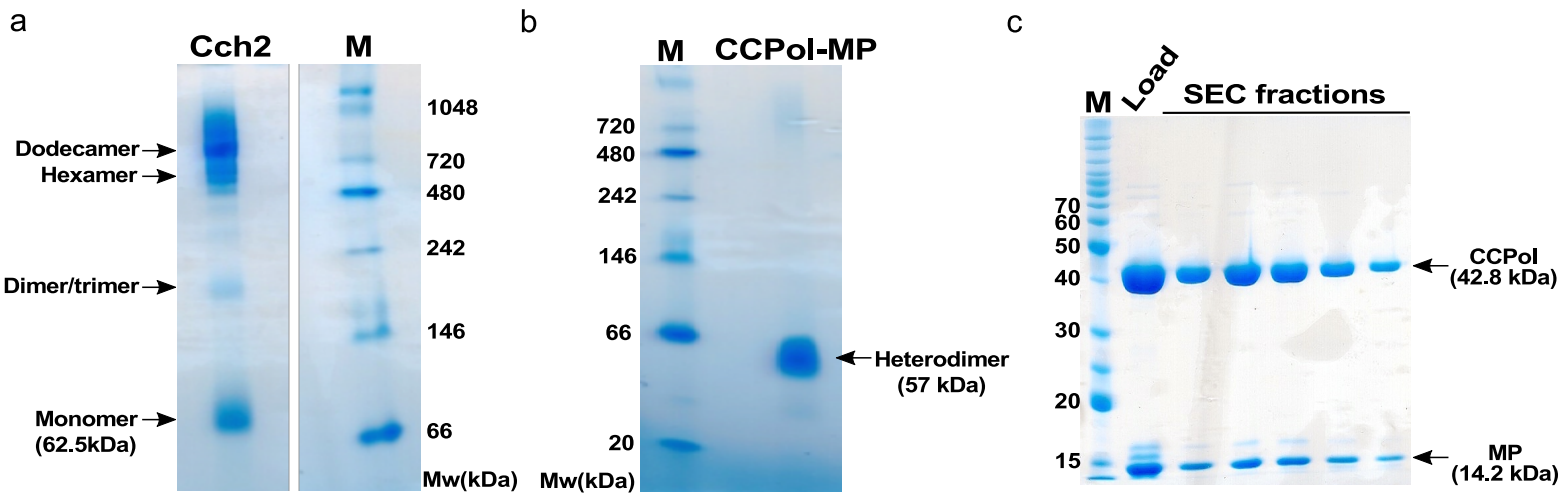 a
Cch2
M
Dodecamer
Hexamer
Dimer/trimer
Monomer
(62.5kDa)
1048
720
480
242
146
66
Mw(kDa)
b
M
CCPol-MP
720
480
242
146
66
20
Mw(kDa)
Heterodimer
(57 kDa)
c
M
Load
SEC fractions
70
60
50
40
30
20
15
CCPol
(42.8 kDa)
MP
(14.2 kDa)